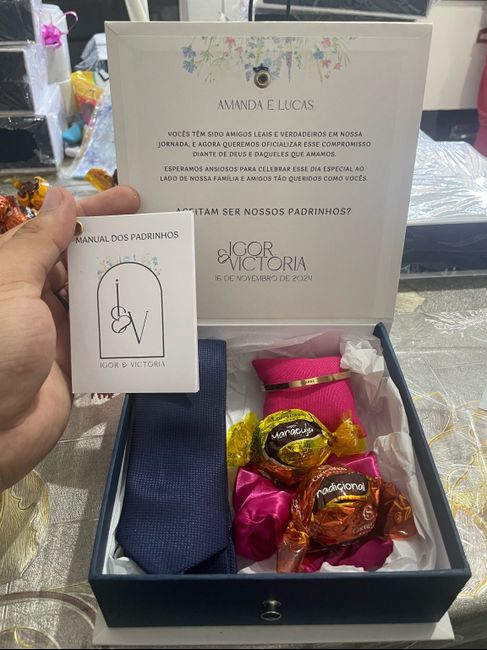 AMANDA E LUCAS
VOCÊS TÊM SIDO AMIGOS LEAIS E VERDADEIROS EM NOSSA
JORNADA, E AGORA QUEREMOS OFICIALIZAR ESSE COMPROMISSO
DIANTE DE DEUS E DAQUELES QUE AMAMOS.
ESPERAMOS ANSIOSOS PARA CELEBRAR ESSE DIA ESPECIAL AO
LADO DE NOSSA FAMÍLIA E AMIGOS TÃO QUERIDOS COMO VOCÊS.
ACEITAM SER NOSSOS PADRINHOS?
IGOR
&VICTORIA
16 DE NOVEMBRO DE 2024
MANUAL DOS PADRINHOS
I&V
IGOR & VICTORIA
Maracujá
Tradicional